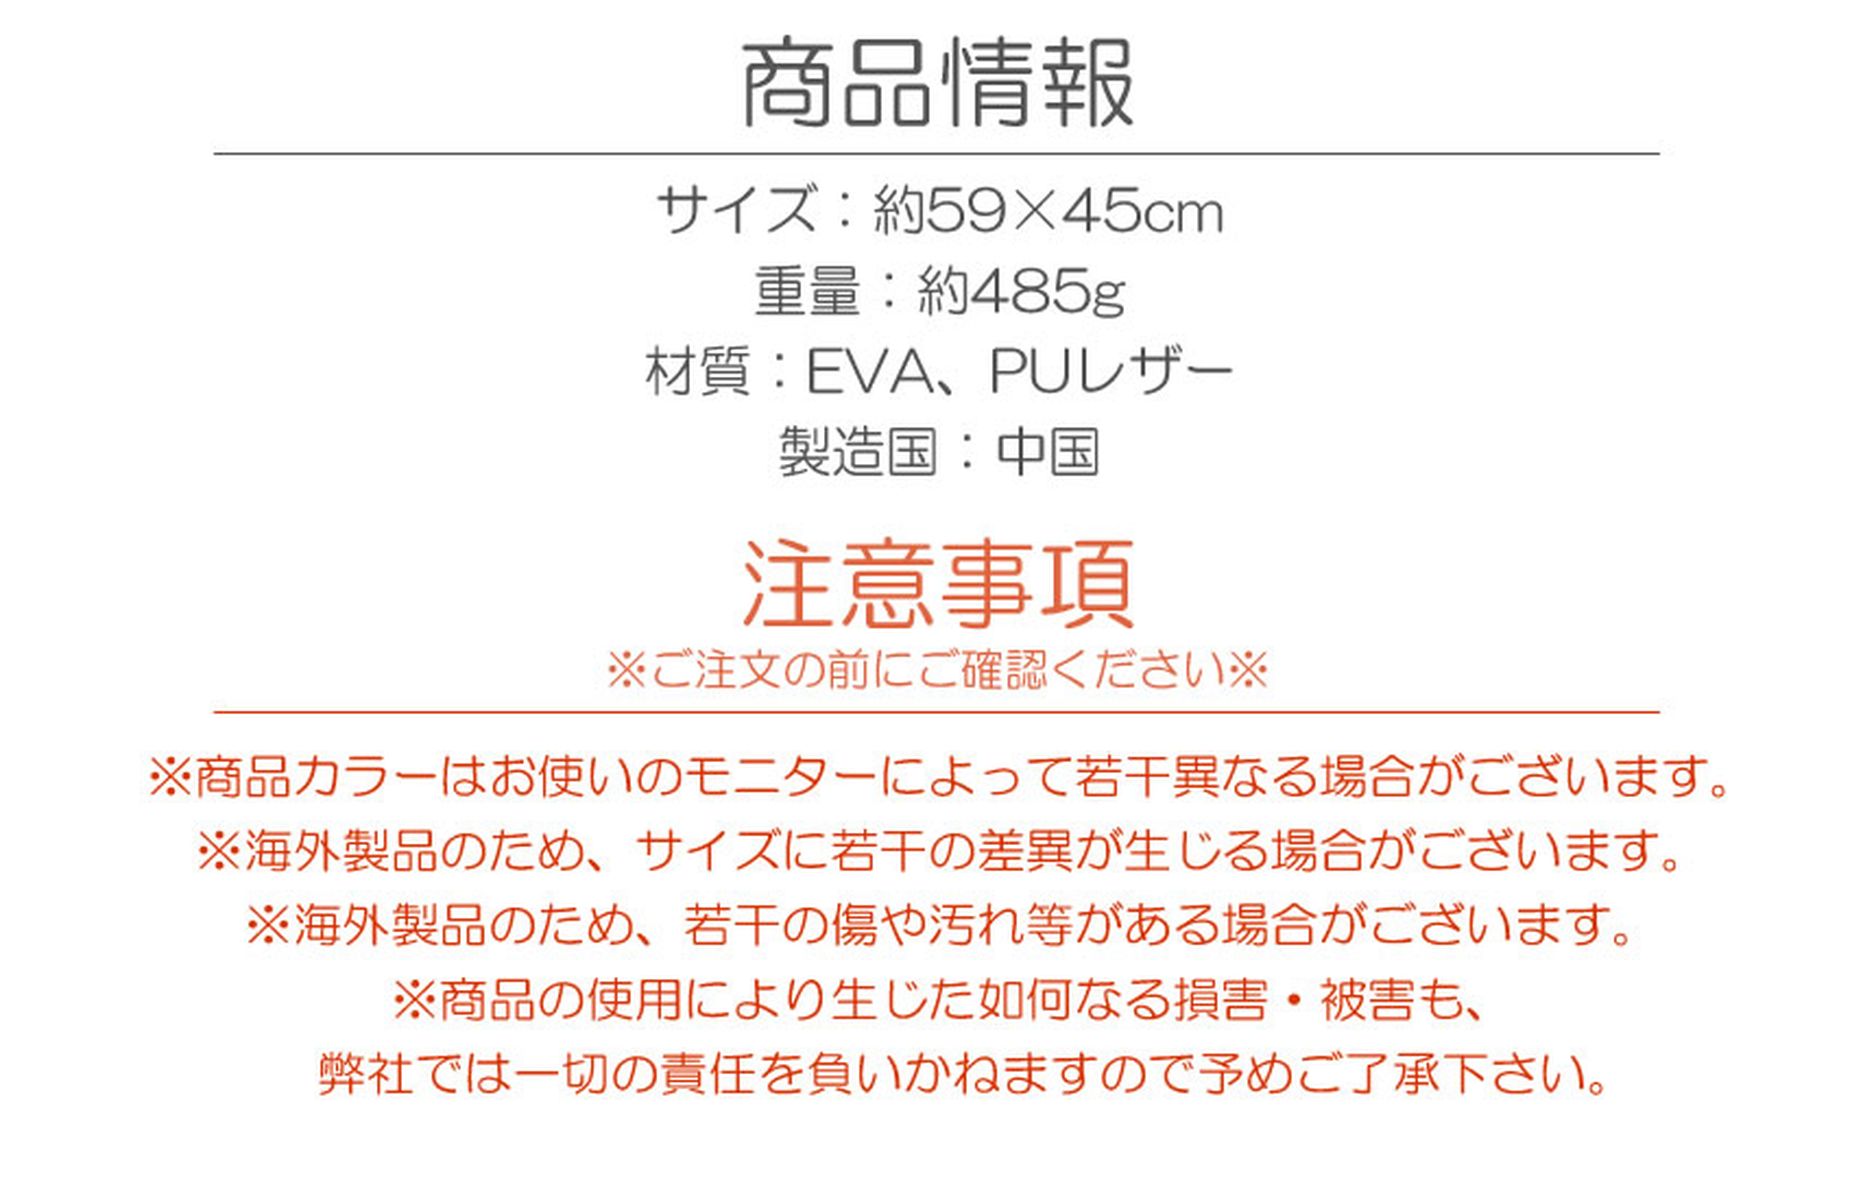 商品情報
サイズ：約59×45cm
重量：約485g
材質：EVA、PUレザー
製造国：中国
注意事項
※ご注文の前にご確認ください※
※商品カラーはお使いのモニターによって若干異なる場合がございます。
※海外製品のため、サイズに若干の差異が生じる場合がございます。
※海外製品のため、若干の傷や汚れ等がある場合がございます。
※商品の使用により生じた如何なる損害・被害も、
弊社では一切の責任を負いかねますので予めご了承下さい。